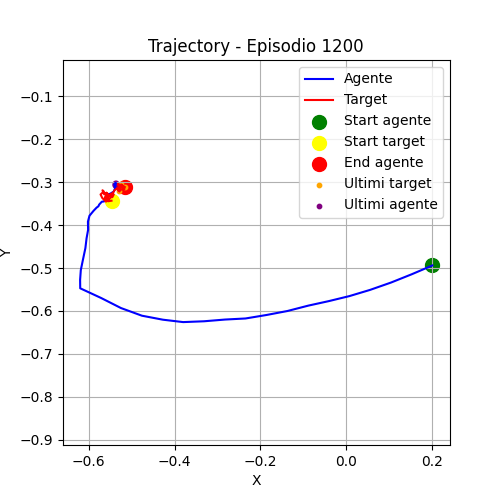 Trajectory - Episodio 1200
Agente
Target
Start agente
Start target
End agente
Ultimi target
Ultimi agente
Y
−0.1
−0.2
−0.3
−0.4
−0.5
−0.6
−0.7
−0.8
−0.9
−0.6
−0.4
−0.2
0.0
0.2
X